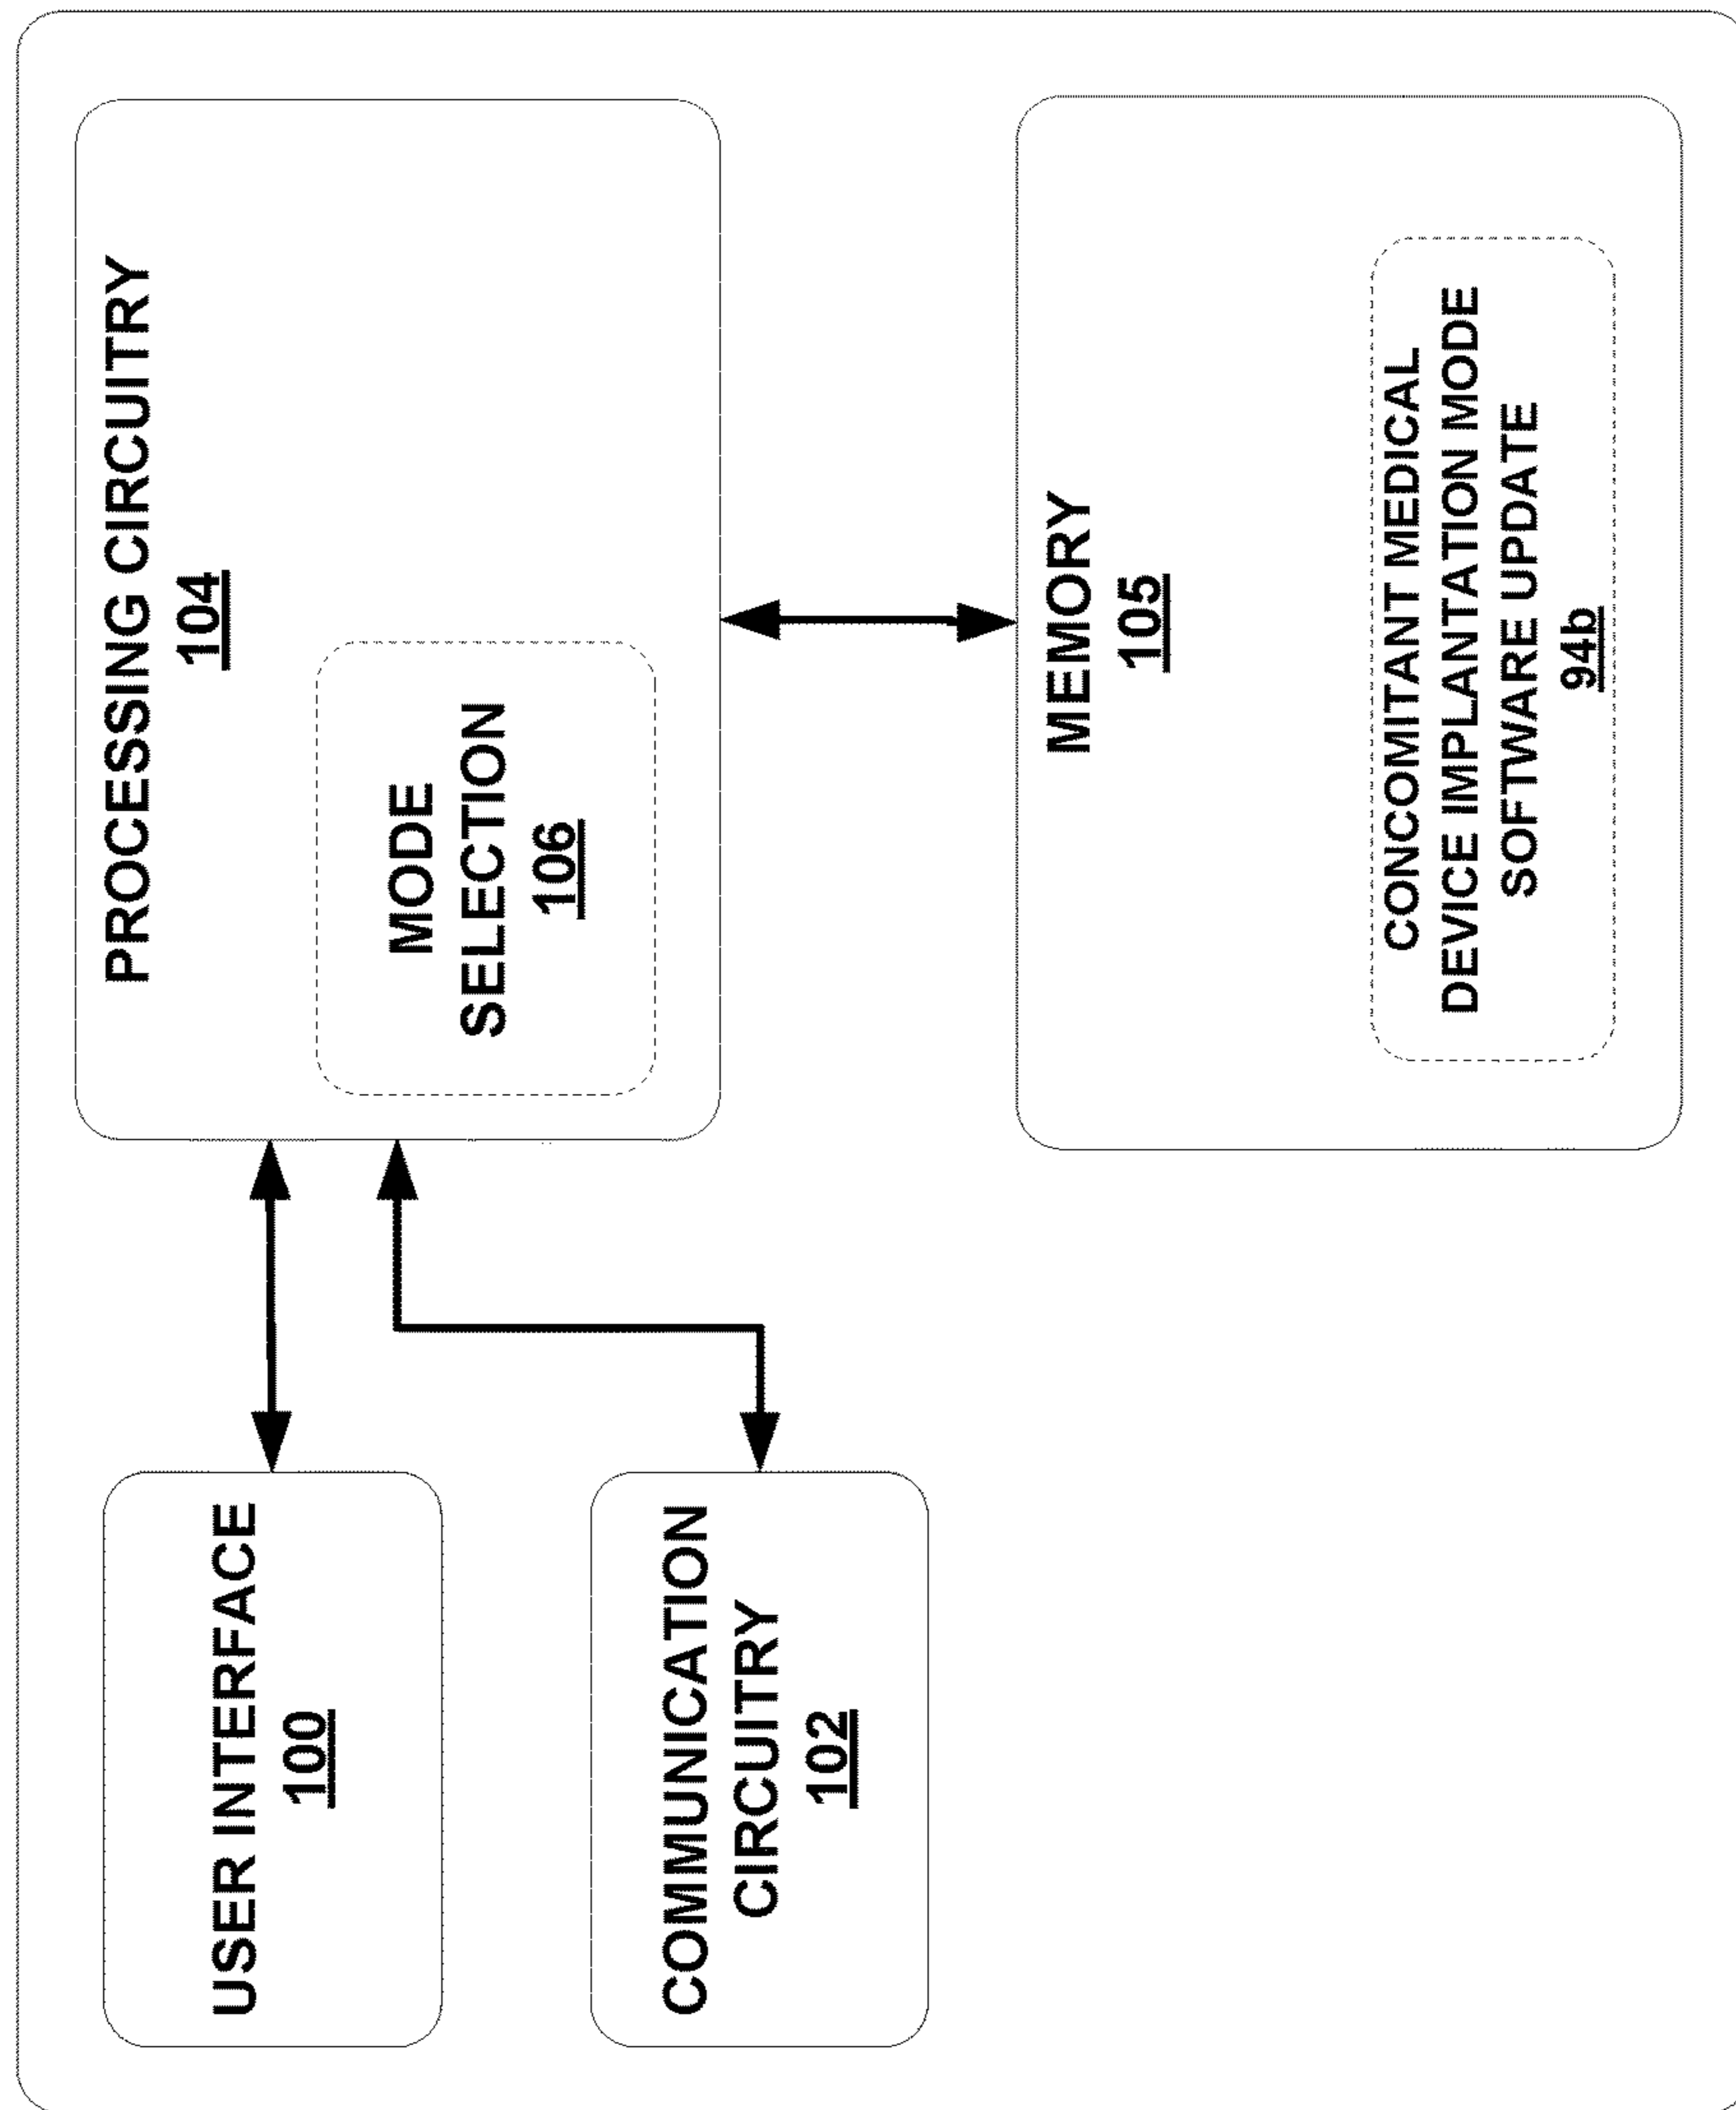 USER INTERFACE
100
COMMUNICATION
CIRCUITRY
102
PROCESSING CIRCUITRY
104
MODE
SELECTION
106
MEMORY
105
CONCOMITANT MEDICAL
DEVICE IMPLANTATION MODE
SOFTWARE UPDATE
94b